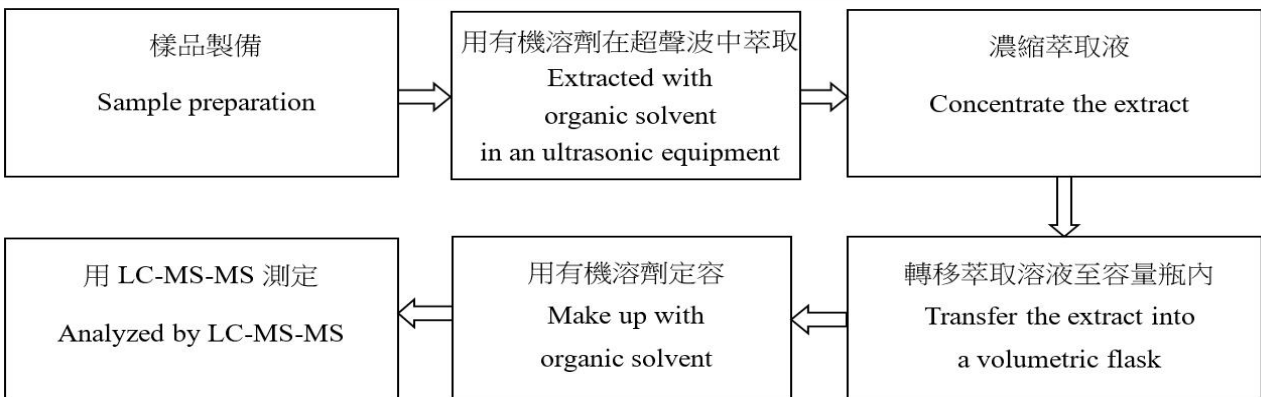 樣品製備
Sample preparation
用有機溶劑在超聲波中萃取
Extracted with
organic solvent
in an ultrasonic equipment
濃縮萃取液
Concentrate the extract
轉移萃取溶液至容量瓶內
Transfer the extract into
a volumetric flask
用有機溶劑定容
Make up with
organic solvent
用 LC-MS-MS 測定
Analyzed by LC-MS-MS